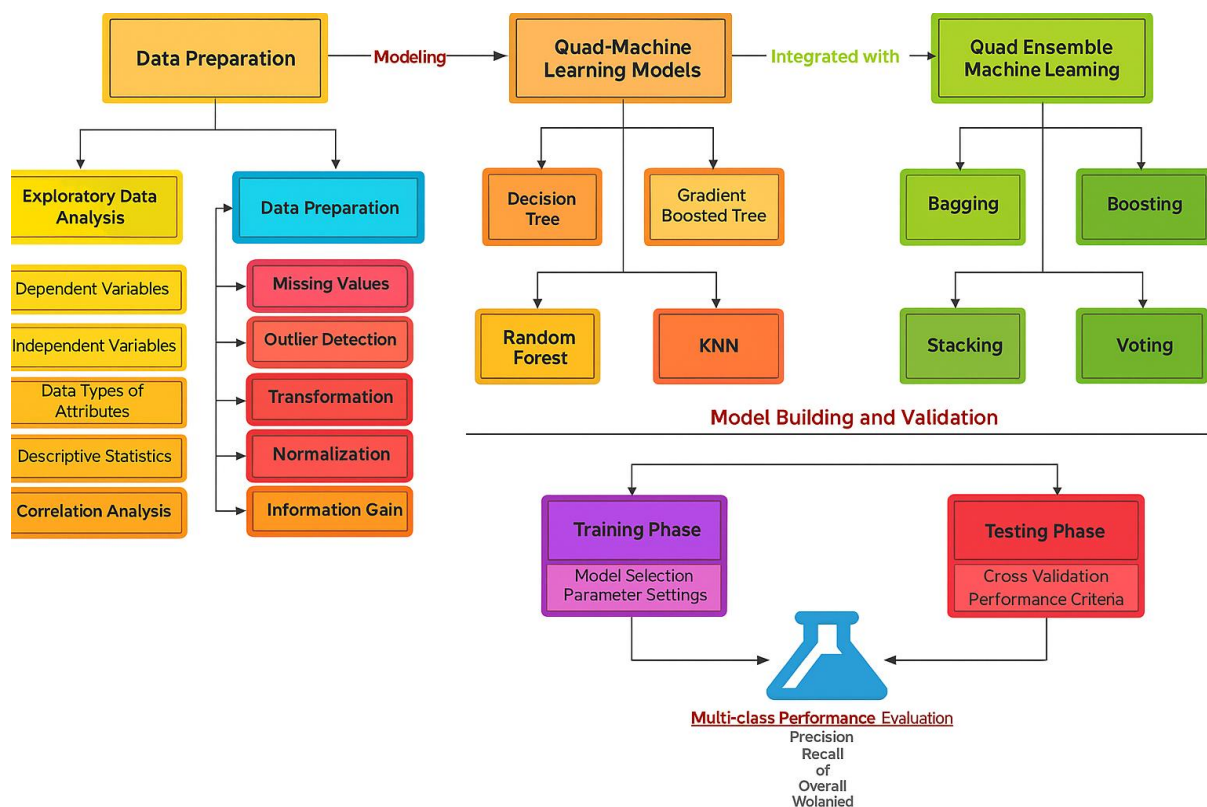 Data Preparation
Modeling
Quad-Machine
Learning Models
Integrated with
Quad Ensemble
Machine Leaming
Exploratory Data
Analysis
Data Preparation
Dependent Variables
Independent Variables
Data Types of
Attributes
Descriptive Statistics
Correlation Analysis
Missing Values
Outlier Detection
Transformation
Normalization
Information Gain
Decision
Tree
Gradient
Boosted Tree
Random
Forest
KNN
Bagging
Boosting
Stacking
Voting
Model Building and Validation
Training Phase
Model Selection
Parameter Settings
Testing Phase
Cross Validation
Performance Criteria
Multi-class Performance Evaluation
Precision
Recall
of
Overall
Wolanied